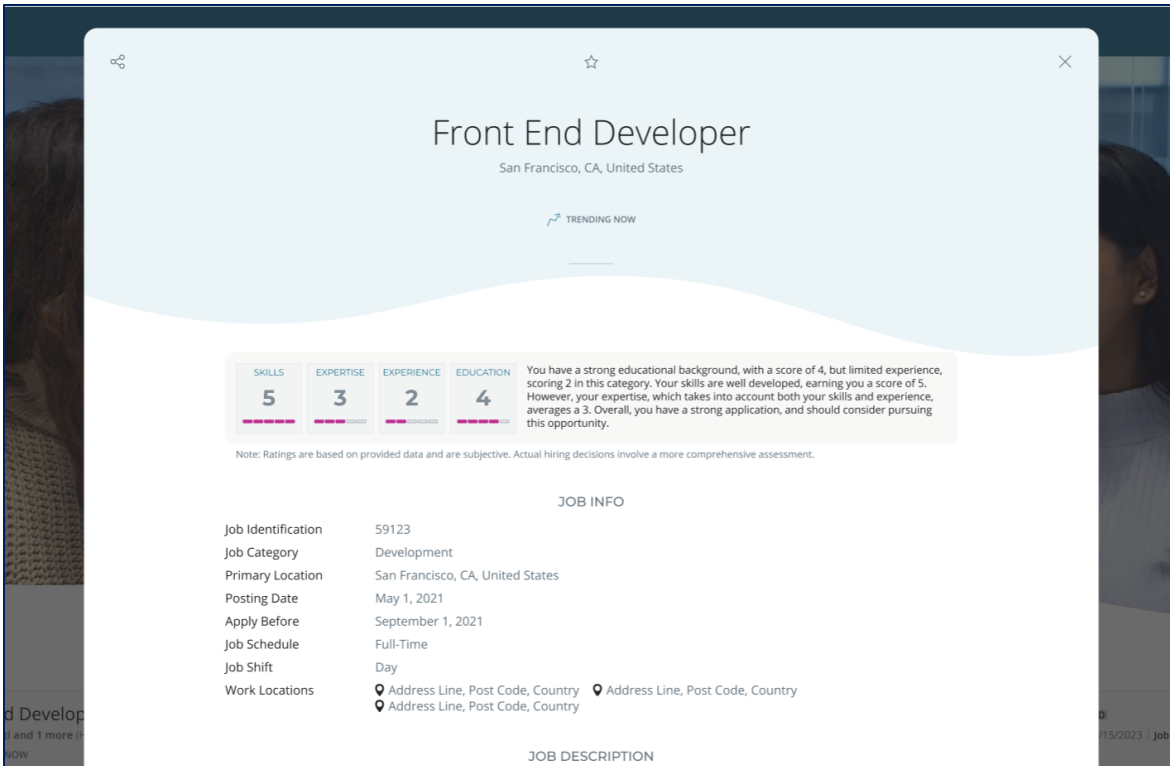 Front End Developer
San Francisco, CA, United States
TRENDING NOW
SKILLS
5
EXPERTISE
3
EXPERIENCE
2
EDUCATION
4
You have a strong educational background, with a score of 4, but limited experience,
scoring 2 in this category. Your skills are well developed, earning you a score of 5.
However, your expertise, which takes into account both your skills and experience,
averages a 3. Overall, you have a strong application, and should consider pursuing
this opportunity.
Note: Ratings are based on provided data and are subjective. Actual hiring decisions involve a more comprehensive assessment.
JOB INFO
Job Identification 59123
Job Category Development
Primary Location San Francisco, CA, United States
Posting Date May 1, 2021
Apply Before September 1, 2021
Job Schedule Full-Time
Job Shift Day
Work Locations Address Line, Post Code, Country Address Line, Post Code, Country
Address Line, Post Code, Country
d Develop
d and 1 more (H
NOW
D
/15/2023 | Job
JOB DESCRIPTION